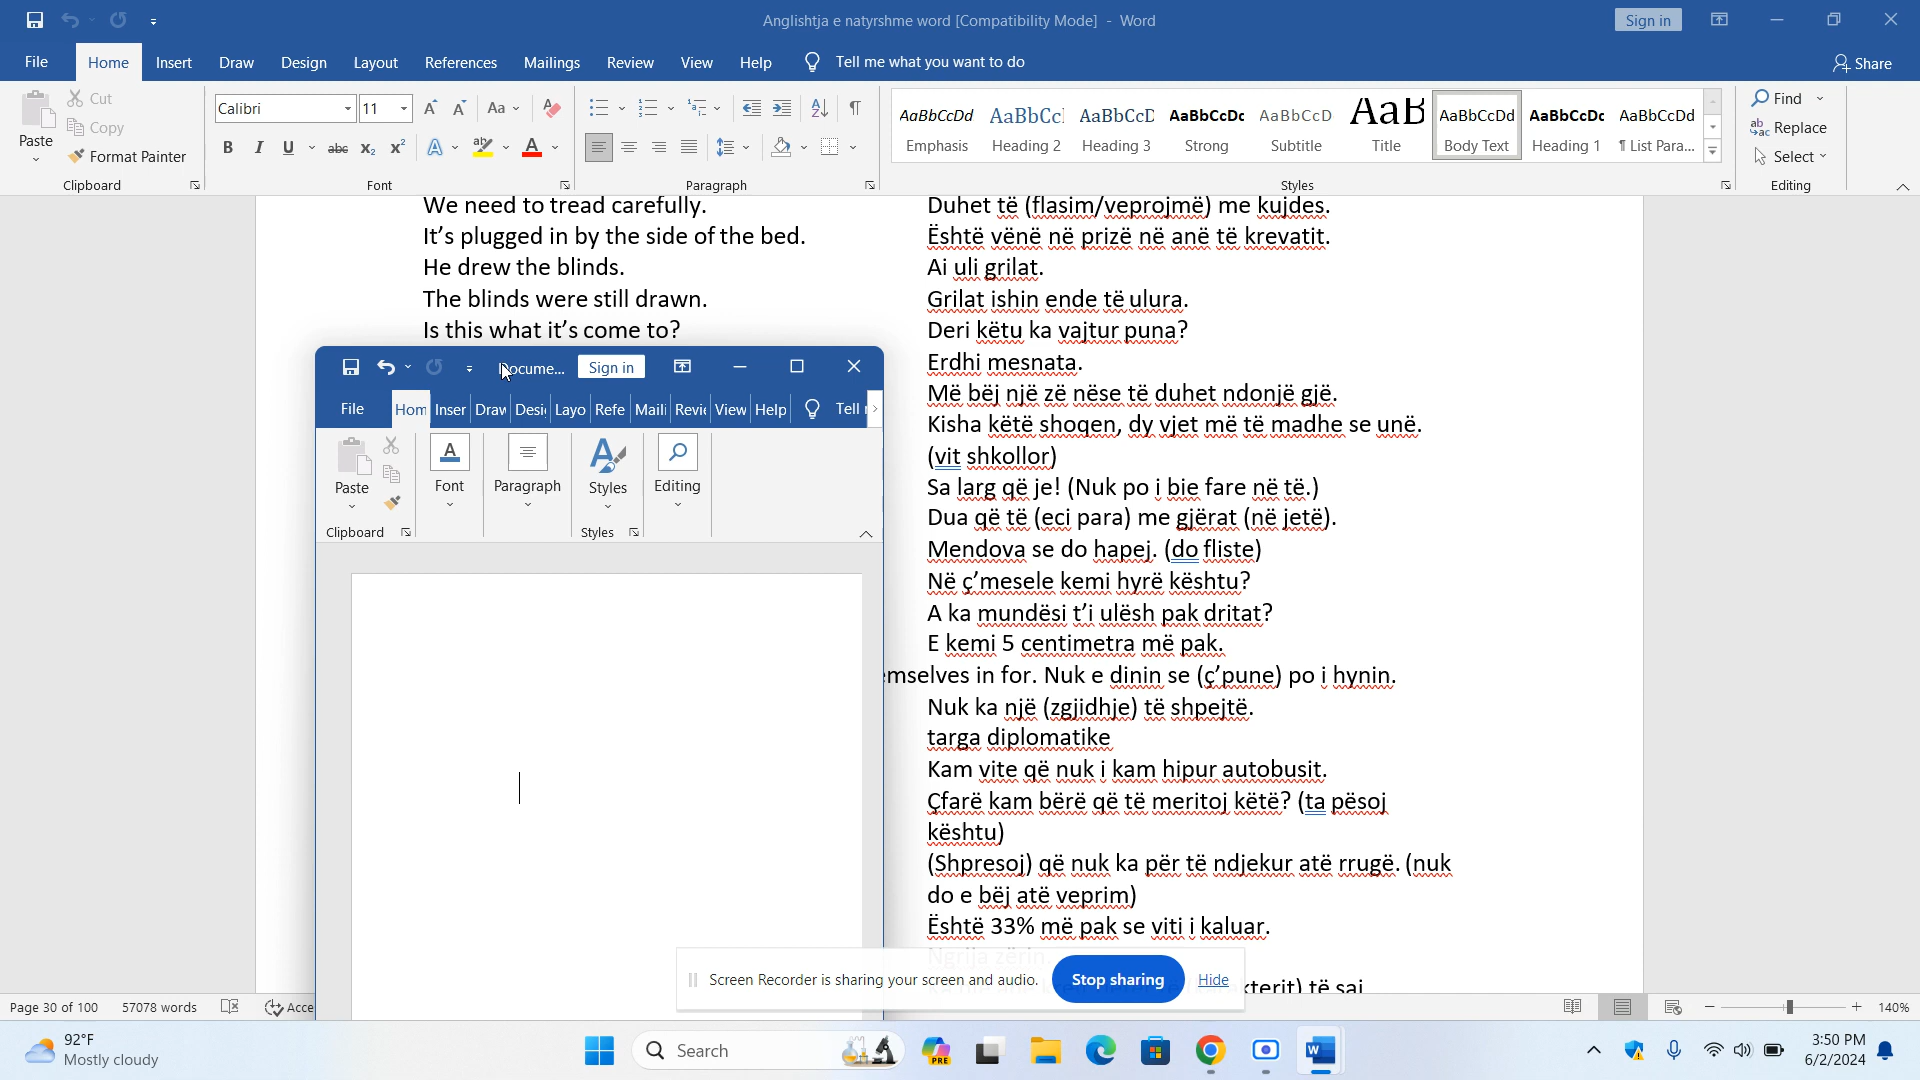 Anglishtja e natyrshme word [Compatibility Mode] - Word
Sign in
File Home Insert Draw Design Layout References Mailings Review View Help Tell me what you want to do Share
Paste Cut Copy Format Painter Clipboard
Calibri 11 Font
Paragraph
AaBbCcDd Emphasis
AaBbCc Heading 2
AaBbCcD Heading 3
AaBbCcDc Strong
AaBbCcD Subtitle
AaB Title
AaBbCcDd Body Text
AaBbCcDc Heading 1
AaBbCcDd ¶ List Para...
Styles
Find Replace Select Editing
We need to tread carefully.
It’s plugged in by the side of the bed.
He drew the blinds.
The blinds were still drawn.
Is this what it’s come to?
Duhet të (flasim/veprojmë) me kujdes.
Është vënë në prizë në anë të krevatit.
Ai uli grilat.
Grilat ishin ende të ulura.
Deri këtu ka vajtur puna?
Erdhi mesnata.
Më bëj një zë nëse të duhet ndonjë gjë.
Kisha këtë shoqen, dy vjet më të madhe se unë.
(vit shkollor)
Sa larg që je! (Nuk po i bie fare në të.)
Dua që të (eci para) me gjërat (në jetë).
Mendova se do hapej. (do fliste)
Në ç’mesele kemi hyrë kështu?
A ka mundësi t’i ulësh pak dritat?
E kemi 5 centimetra më pak.
emselves in for. Nuk e dinin se (ç’pune) po i hynin.
Nuk ka një (zgjidhje) të shpejtë.
targa diplomatike
Kam vite që nuk i kam hipur autobusit.
Çfarë kam bërë që të meritoj këtë? (ta pësoj
kështu)
(Shpresoj) që nuk ka për të ndjekur atë rrugë. (nuk
do e bëj atë veprim)
Është 33% më pak se viti i kaluar.
Ngrija zërin.
të saj
Docume... Sign in
File Hom Inser Draw Desi Layo Refe Maili Revie View Help Tell
Paste Font Paragraph Styles Editing
Clipboard Styles
Screen Recorder is sharing your screen and audio. Stop sharing Hide
Page 30 of 100 57078 words Acce 140%
92°F
Mostly cloudy
Search
PRE
3:50 PM
6/2/2024